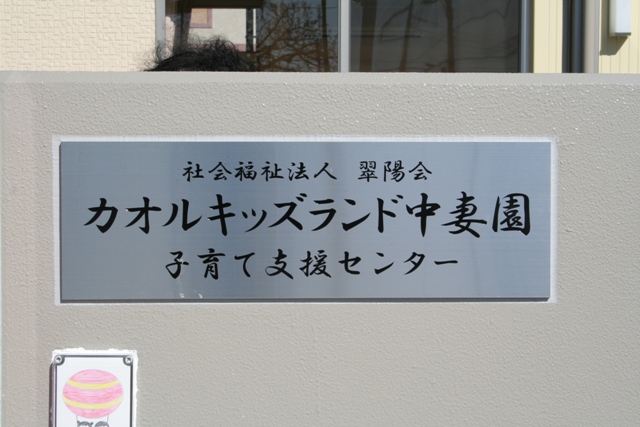 社会福祉法人 翠陽会
カオルキッズランド中妻園
子育て支援センター